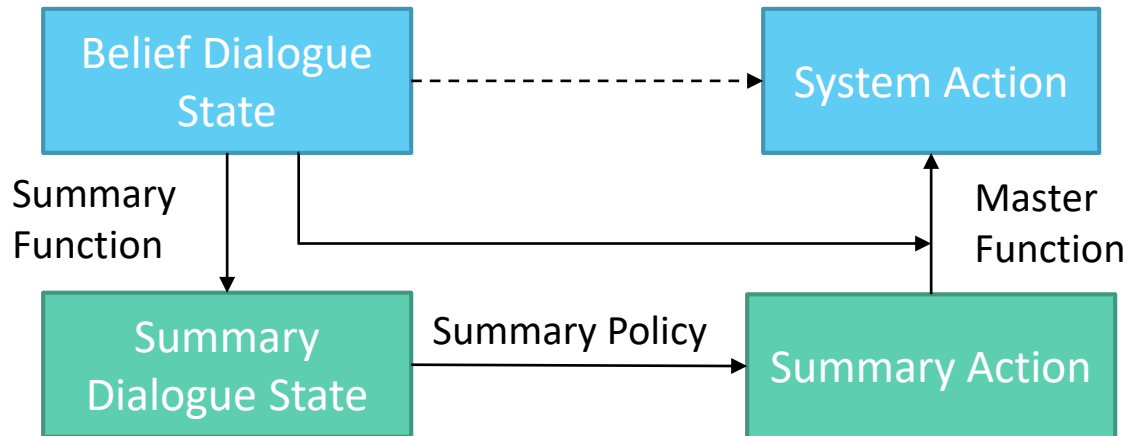 Belief Dialogue
State
System Action
Summary
Function
Master
Function
Summary
Dialogue State
Summary Policy
Summary Action